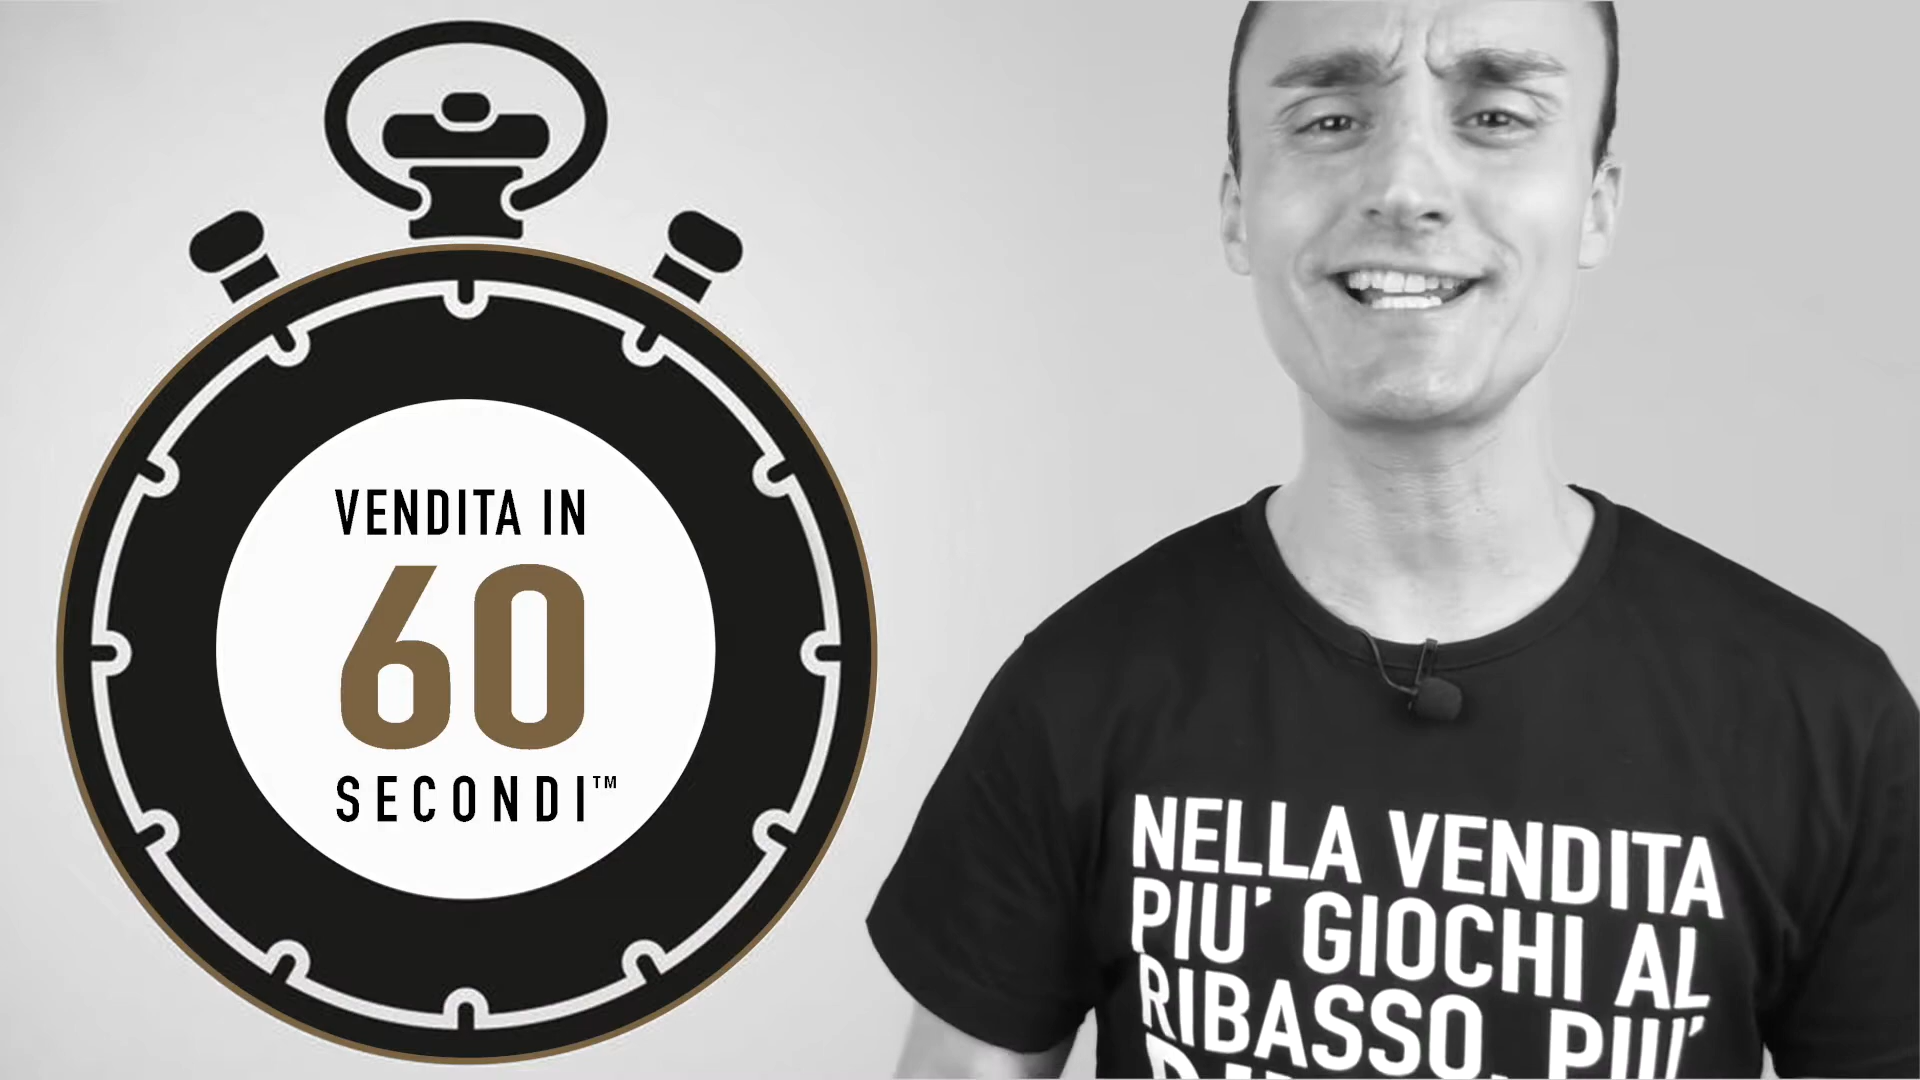 VENDITA IN
60
SECONDI™
NELLA VENDITA
PIU' GIOCHI AL
RIBASSO, PIU'